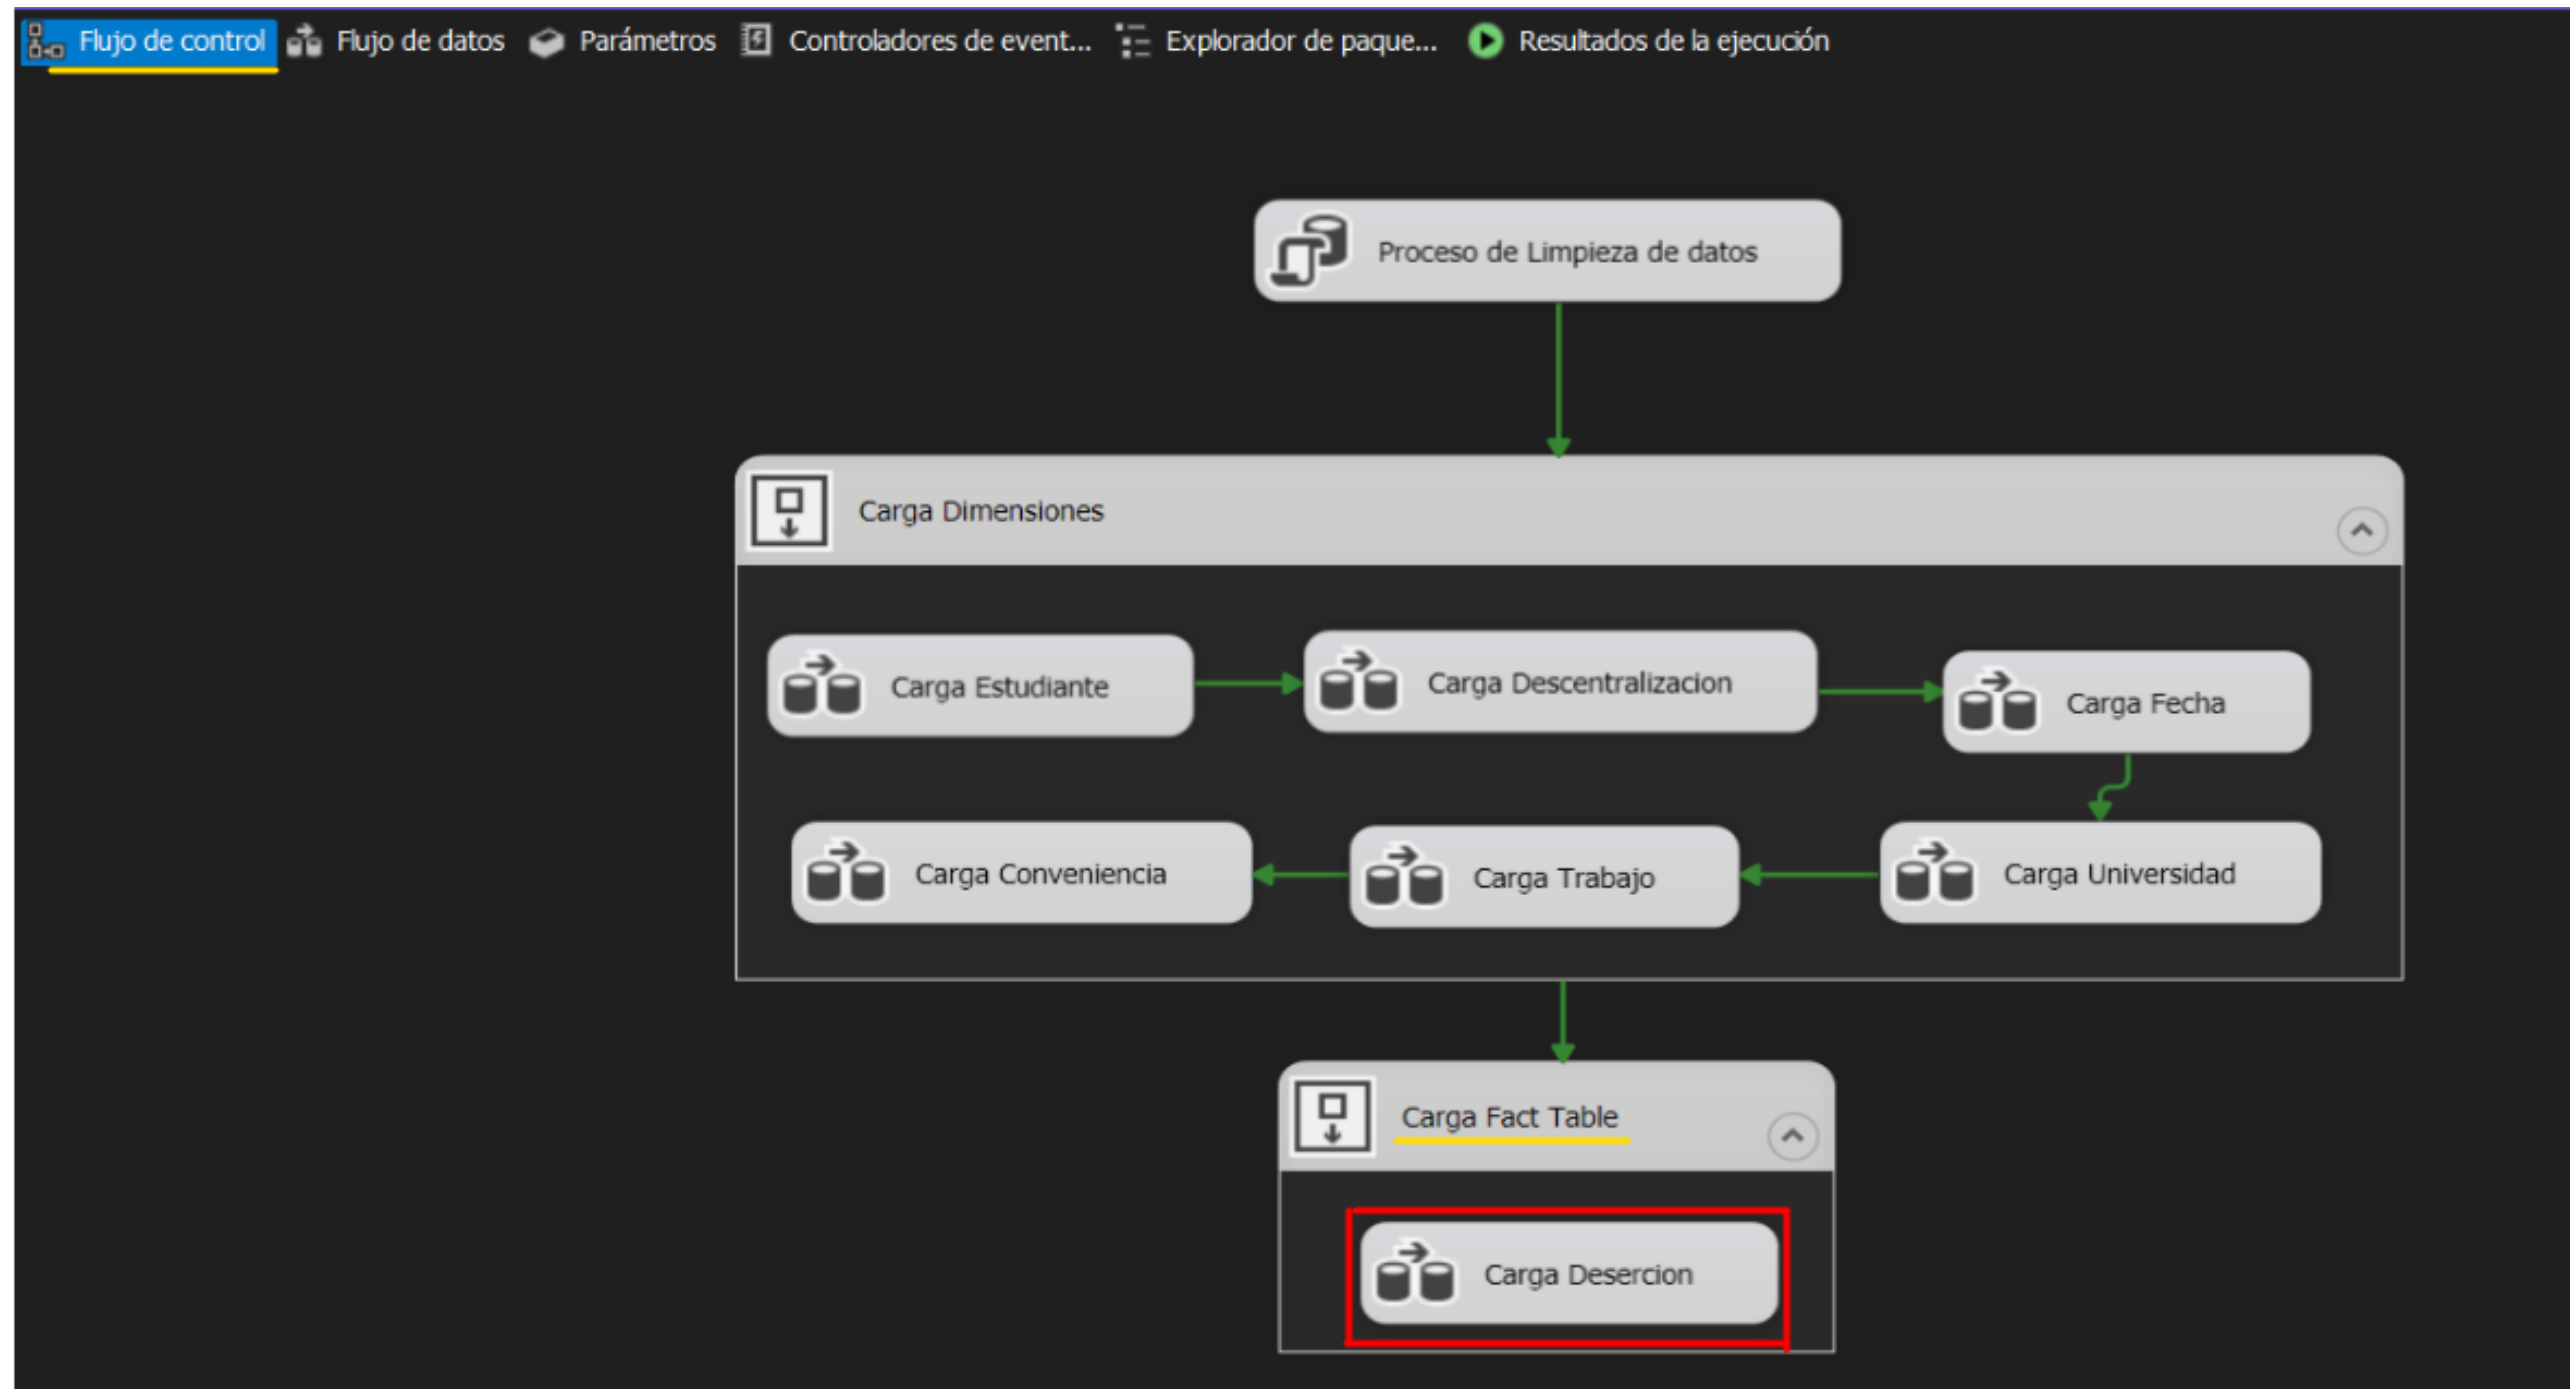 Flujo de control Flujo de datos Parámetros Controladores de event... Explorador de paque... Resultados de la ejecución
Proceso de Limpieza de datos
Carga Dimensiones
Carga Estudiante
Carga Descentralizacion
Carga Fecha
Carga Conveniencia
Carga Trabajo
Carga Universidad
Carga Fact Table
Carga Desercion